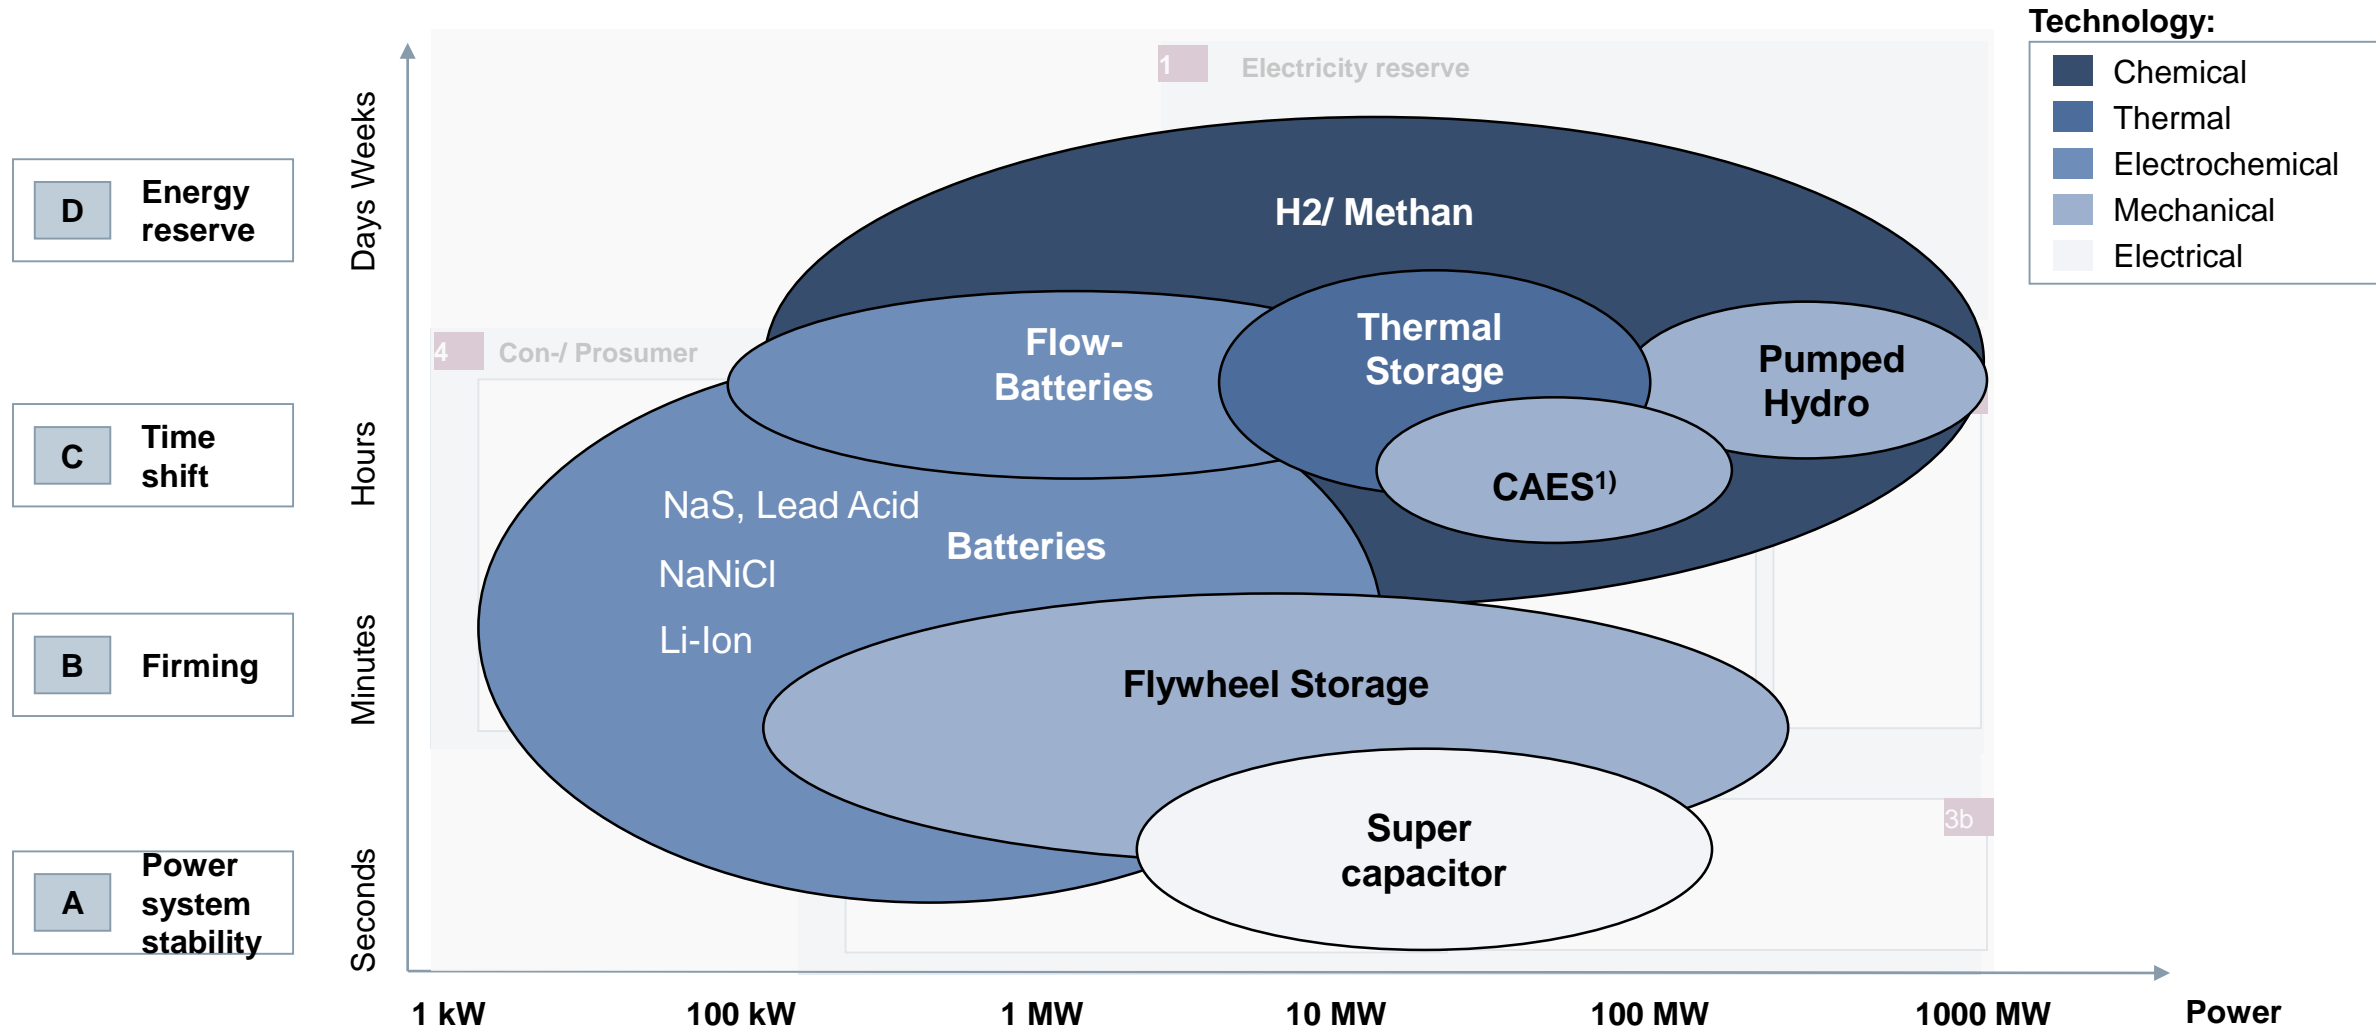 Technology:
Chemical
Thermal
Electrochemical
Mechanical
Electrical
1
Electricity reserve
Days Weeks
Hours
Minutes
Seconds
D
Energy
reserve
C
Time
shift
B
Firming
A
Power
system
stability
4
Con-/ Prosumer
H2/ Methan
Flow-
Batteries
Thermal
Storage
Pumped
Hydro
CAES¹⁾
NaS, Lead Acid
Batteries
NaNiCl
Li-Ion
Flywheel Storage
Super
capacitor
3b
1 kW
100 kW
1 MW
10 MW
100 MW
1000 MW
Power